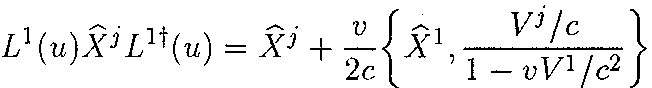 $L^1(u)\widehat{X}^j L^{1\dagger}(u) = \widehat{X}^j + \frac{v}{2c}\left\{\widehat{X}^1, \frac{V^j/c}{1 - vV^1/c^2}\right\}$